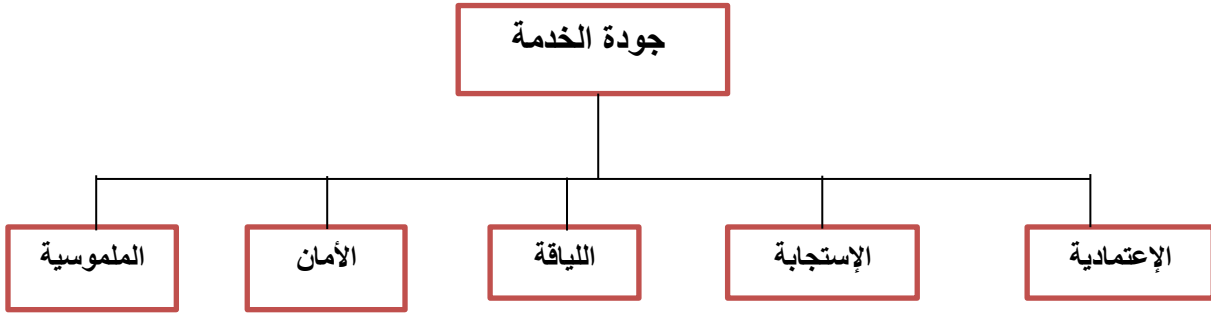 جودة الخدمة
الإعتمادية
الإستجابة
اللياقة
الأمان
الملموسية